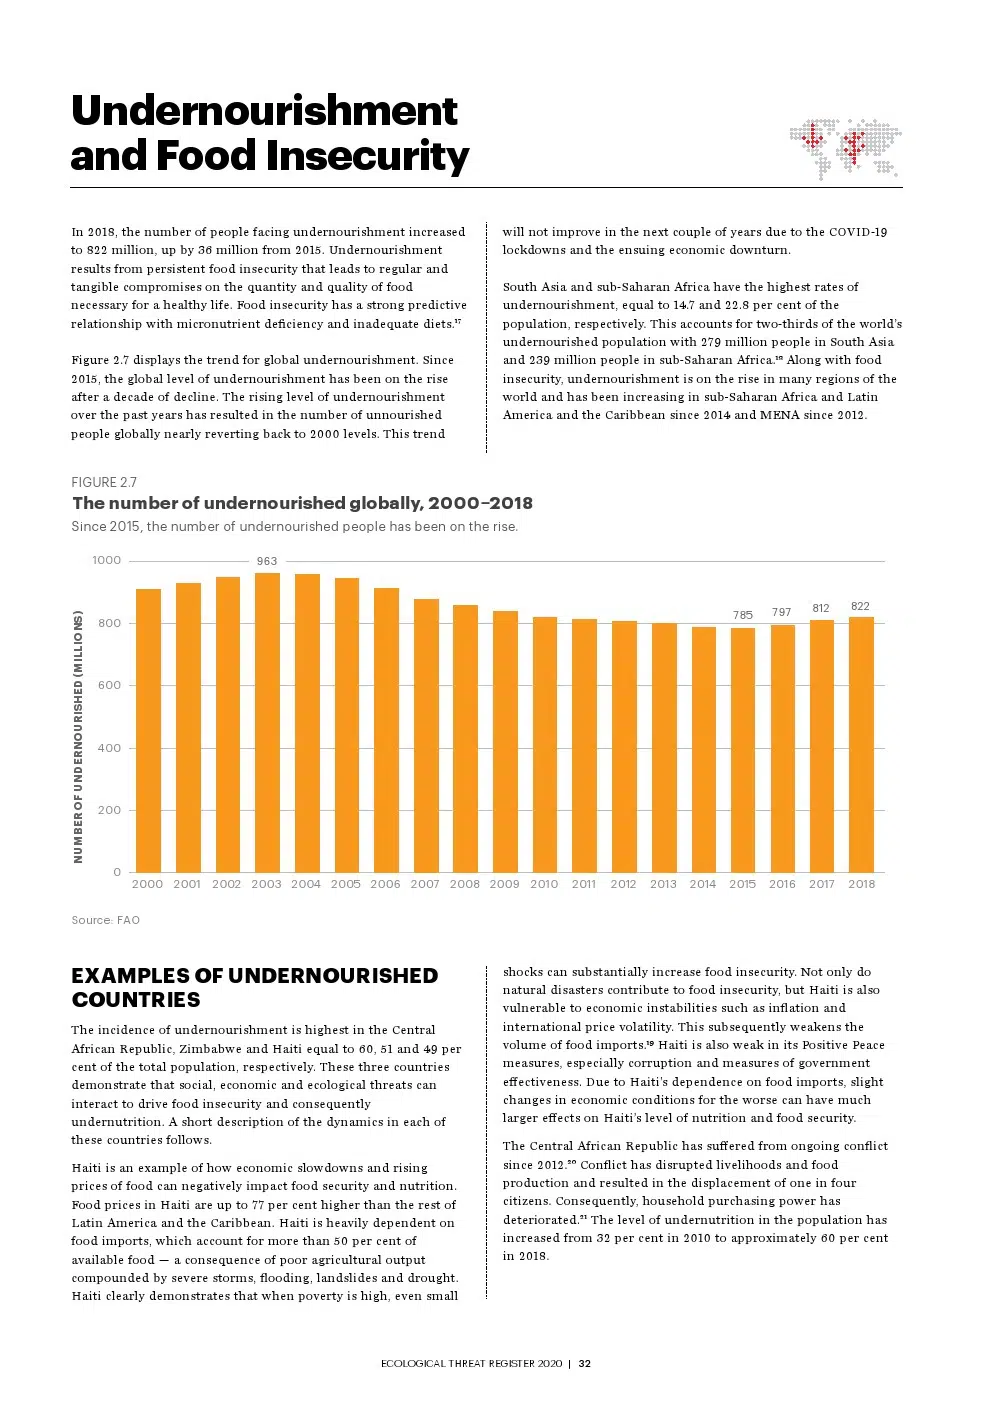 Undernourishment
and Food Insecurity
In 2018, the number of people facing undernourishment increased
to 822 million, up by 36 million from 2015. Undernourishment
results from persistent food insecurity that leads to regular and
tangible compromises on the quantity and quality of food
necessary for a healthy life. Food insecurity has a strong predictive
relationship with micronutrient deficiency and inadequate diets.¹⁷
Figure 2.7 displays the trend for global undernourishment. Since
2015, the global level of undernourishment has been on the rise
after a decade of decline. The rising level of undernourishment
over the past years has resulted in the number of unnourished
people globally nearly reverting back to 2000 levels. This trend
will not improve in the next couple of years due to the COVID-19
lockdowns and the ensuing economic downturn.
South Asia and sub-Saharan Africa have the highest rates of
undernourishment, equal to 14.7 and 22.8 per cent of the
population, respectively. This accounts for two-thirds of the world’s
undernourished population with 279 million people in South Asia
and 239 million people in sub-Saharan Africa.¹⁸ Along with food
insecurity, undernourishment is on the rise in many regions of the
world and has been increasing in sub-Saharan Africa and Latin
America and the Caribbean since 2014 and MENA since 2012.
FIGURE 2.7
The number of undernourished globally, 2000–2018
Since 2015, the number of undernourished people has been on the rise.
NUMBER OF UNDERNOURISHED (MILLIONS)
1000
800
600
400
200
0
963
785
797
812
822
2000 2001 2002 2003 2004 2005 2006 2007 2008 2009 2010 2011 2012 2013 2014 2015 2016 2017 2018
Source: FAO
EXAMPLES OF UNDERNOURISHED
COUNTRIES
The incidence of undernourishment is highest in the Central
African Republic, Zimbabwe and Haiti equal to 60, 51 and 49 per
cent of the total population, respectively. These three countries
demonstrate that social, economic and ecological threats can
interact to drive food insecurity and consequently
undernutrition. A short description of the dynamics in each of
these countries follows.
Haiti is an example of how economic slowdowns and rising
prices of food can negatively impact food security and nutrition.
Food prices in Haiti are up to 77 per cent higher than the rest of
Latin America and the Caribbean. Haiti is heavily dependent on
food imports, which account for more than 50 per cent of
available food — a consequence of poor agricultural output
compounded by severe storms, flooding, landslides and drought.
Haiti clearly demonstrates that when poverty is high, even small
shocks can substantially increase food insecurity. Not only do
natural disasters contribute to food insecurity, but Haiti is also
vulnerable to economic instabilities such as inflation and
international price volatility. This subsequently weakens the
volume of food imports.¹⁹ Haiti is also weak in its Positive Peace
measures, especially corruption and measures of government
effectiveness. Due to Haiti’s dependence on food imports, slight
changes in economic conditions for the worse can have much
larger effects on Haiti’s level of nutrition and food security.
The Central African Republic has suffered from ongoing conflict
since 2012.²⁰ Conflict has disrupted livelihoods and food
production and resulted in the displacement of one in four
citizens. Consequently, household purchasing power has
deteriorated.²¹ The level of undernutrition in the population has
increased from 32 per cent in 2010 to approximately 60 per cent
in 2018.
ECOLOGICAL THREAT REGISTER 2020 | 32